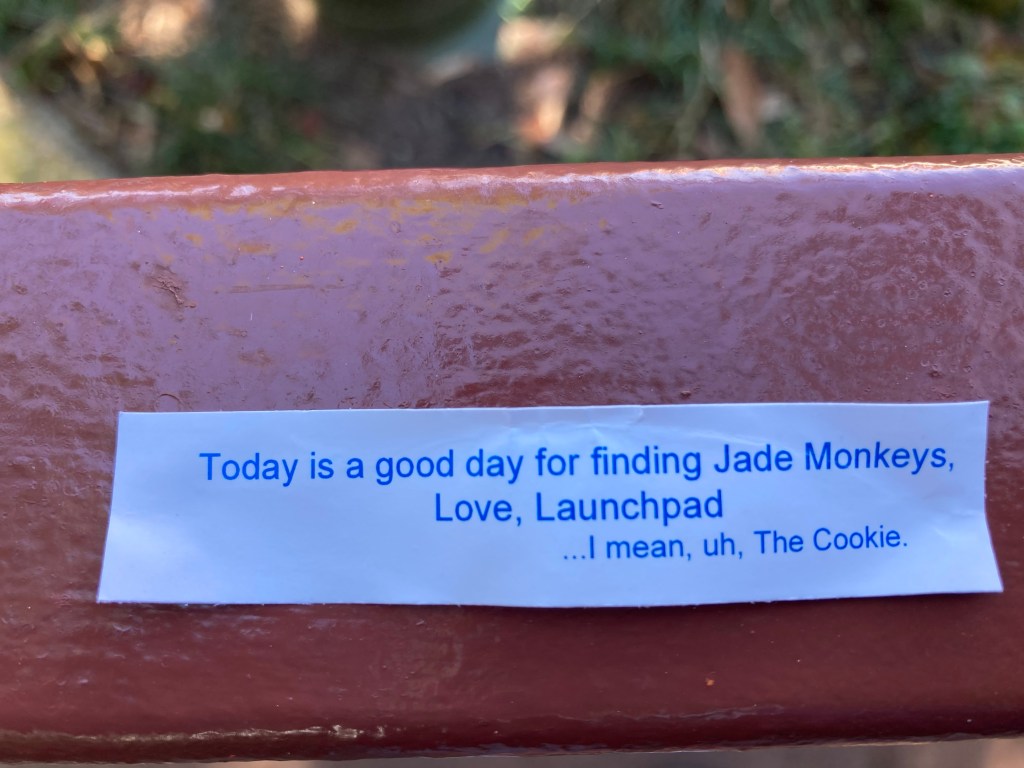 Today is a good day for finding Jade Monkeys,
Love, Launchpad
...I mean, uh, The Cookie.